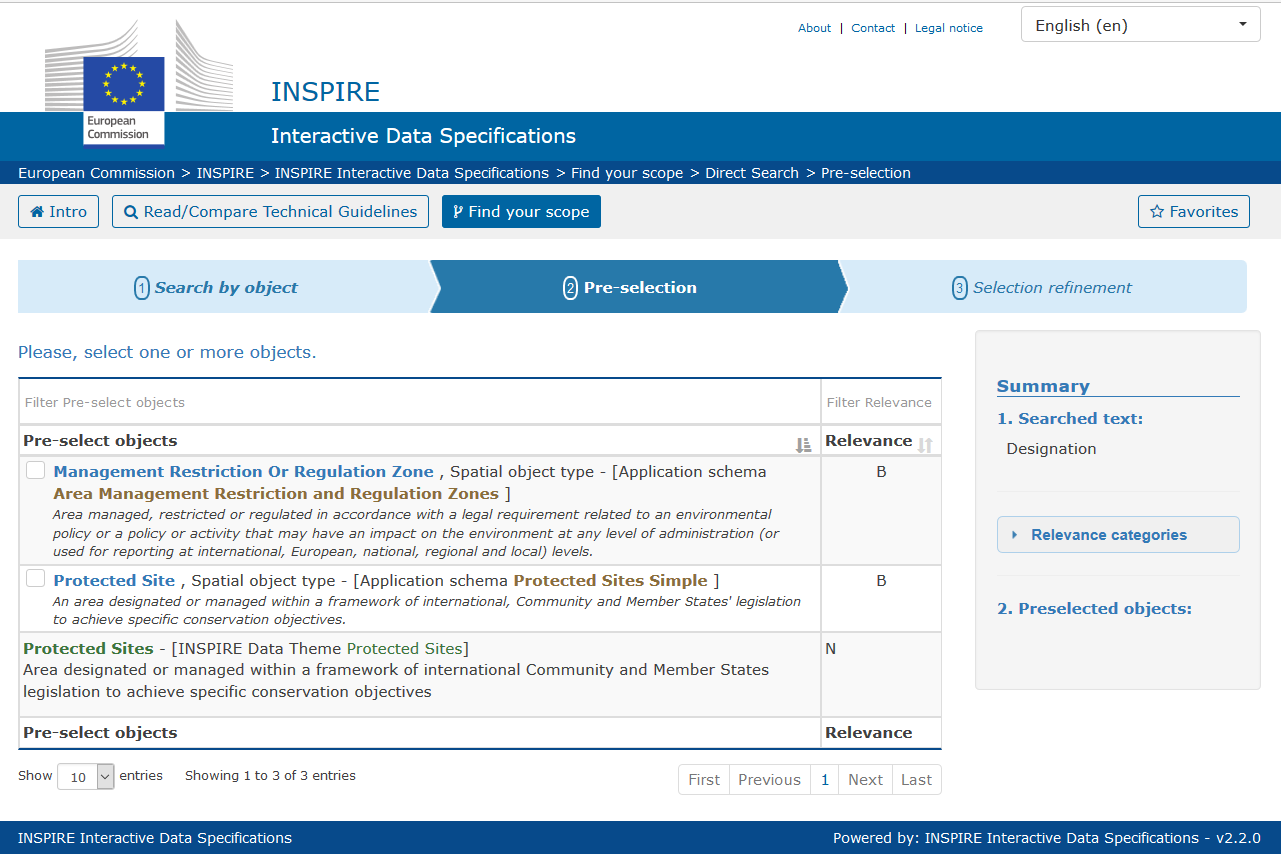 About | Contact | Legal notice
English (en)
European
Commission
INSPIRE
Interactive Data Specifications
European Commission > INSPIRE > INSPIRE Interactive Data Specifications > Find your scope > Direct Search > Pre-selection
Intro
Read/Compare Technical Guidelines
Find your scope
Favorites
1 Search by object
2 Pre-selection
3 Selection refinement
Please, select one or more objects.
Filter Pre-select objects
Filter Relevance
Pre-select objects
Relevance
Management Restriction Or Regulation Zone , Spatial object type - [Application schema
Area Management Restriction and Regulation Zones ]
Area managed, restricted or regulated in accordance with a legal requirement related to an environmental
policy or a policy or activity that may have an impact on the environment at any level of administration (or
used for reporting at international, European, national, regional and local) levels.
B
Protected Site , Spatial object type - [Application schema Protected Sites Simple ]
An area designated or managed within a framework of international, Community and Member States' legislation
to achieve specific conservation objectives.
B
Protected Sites - [INSPIRE Data Theme Protected Sites]
Area designated or managed within a framework of international Community and Member States
legislation to achieve specific conservation objectives
N
Pre-select objects
Relevance
Show 10 entries
Showing 1 to 3 of 3 entries
First Previous 1 Next Last
Summary
1. Searched text:
Designation
Relevance categories
2. Preselected objects:
INSPIRE Interactive Data Specifications
Powered by: INSPIRE Interactive Data Specifications - v2.2.0